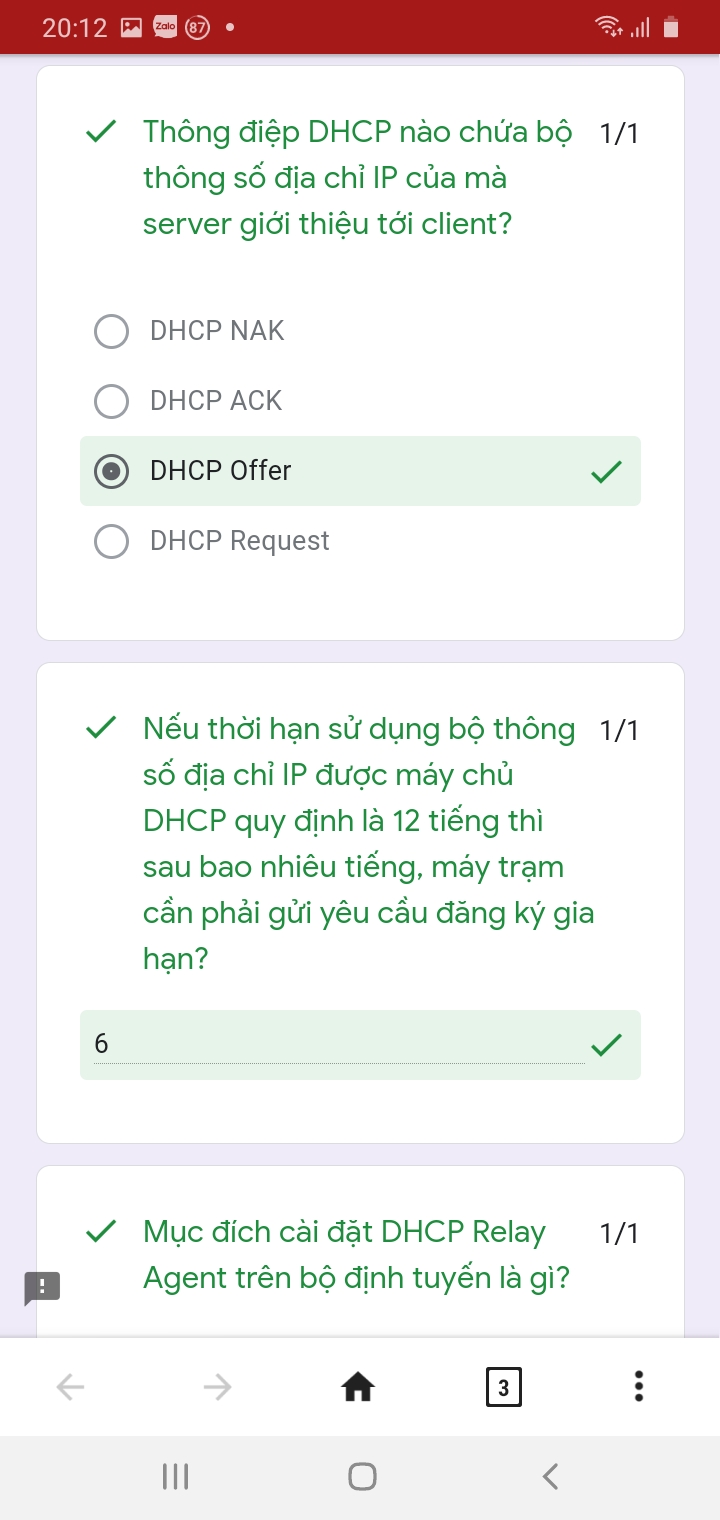 20:12 Zalo 87
Thông điệp DHCP nào chứa bộ 1/1
thông số địa chỉ IP của mà
server giới thiệu tới client?
DHCP NAK
DHCP ACK
DHCP Offer
DHCP Request
Nếu thời hạn sử dụng bộ thông 1/1
số địa chỉ IP được máy chủ
DHCP quy định là 12 tiếng thì
sau bao nhiêu tiếng, máy trạm
cần phải gửi yêu cầu đăng ký gia
hạn?
6
Mục đích cài đặt DHCP Relay 1/1
Agent trên bộ định tuyến là gì?
3